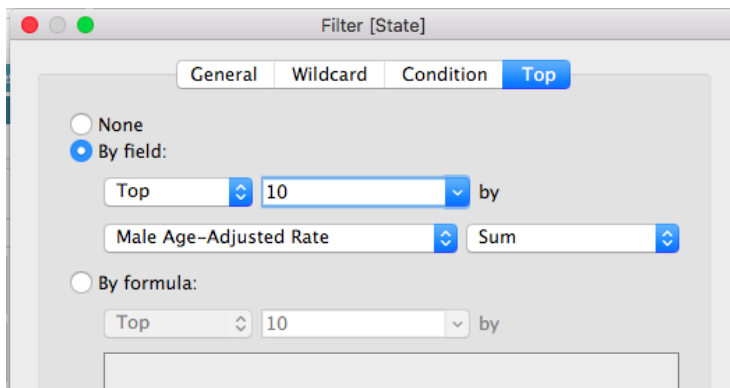 Filter [State]
General Wildcard Condition Top
None
By field:
Top 10 by
Male Age-Adjusted Rate Sum
By formula:
Top 10 by